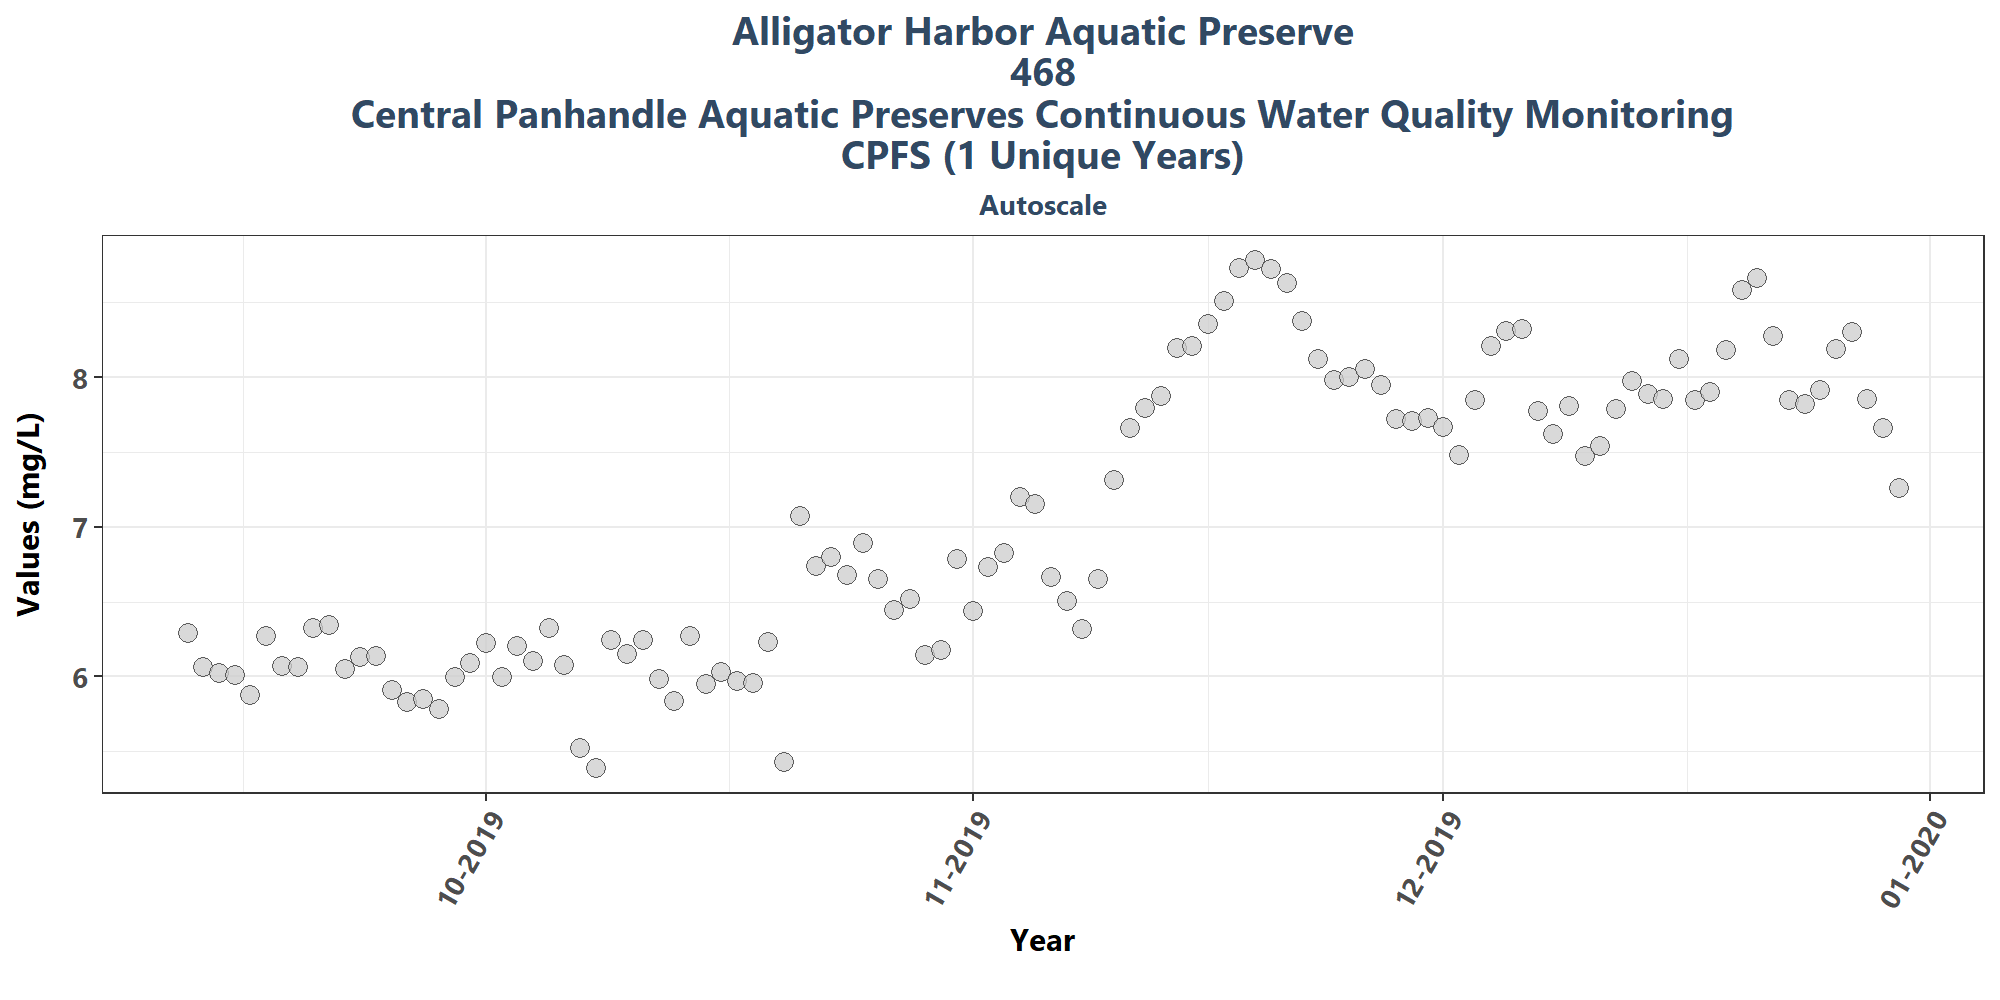 Alligator Harbor Aquatic Preserve
468
Central Panhandle Aquatic Preserves Continuous Water Quality Monitoring
CPFS (1 Unique Years)
Autoscale
Values (mg/L)
8
7
6
10-2019
11-2019
12-2019
01-2020
Year